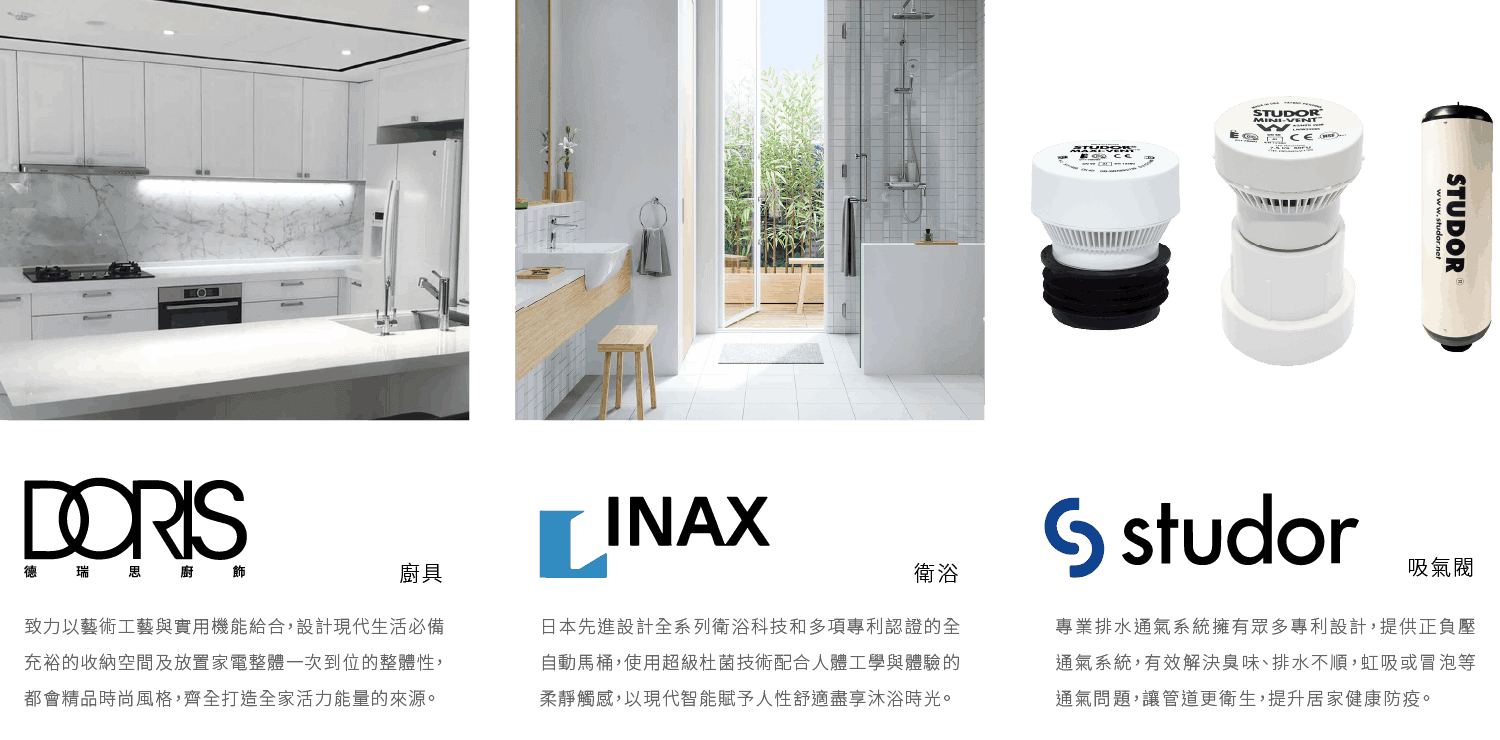 STUDOR®
MAXI-VENT
STUDOR®
MINI-VENT
STUDOR
www.studor.net
DORIS
德瑞思廚飾
廚具
致力以藝術工藝與實用機能給合，設計現代生活必備
充裕的收納空間及放置家電整體一次到位的整體性，
都會精品時尚風格，齊全打造全家活力能量的來源。
INAX
衛浴
日本先進設計全系列衛浴科技和多項專利認證的全
自動馬桶，使用超級杜菌技術配合人體工學與體驗的
柔靜觸感，以現代智能賦予人性舒適盡享沐浴時光。
studor
吸氣閥
專業排水通氣系統擁有眾多專利設計，提供正負壓
通氣系統，有效解決臭味、排水不順，虹吸或冒泡等
通氣問題，讓管道更衛生，提升居家健康防疫。